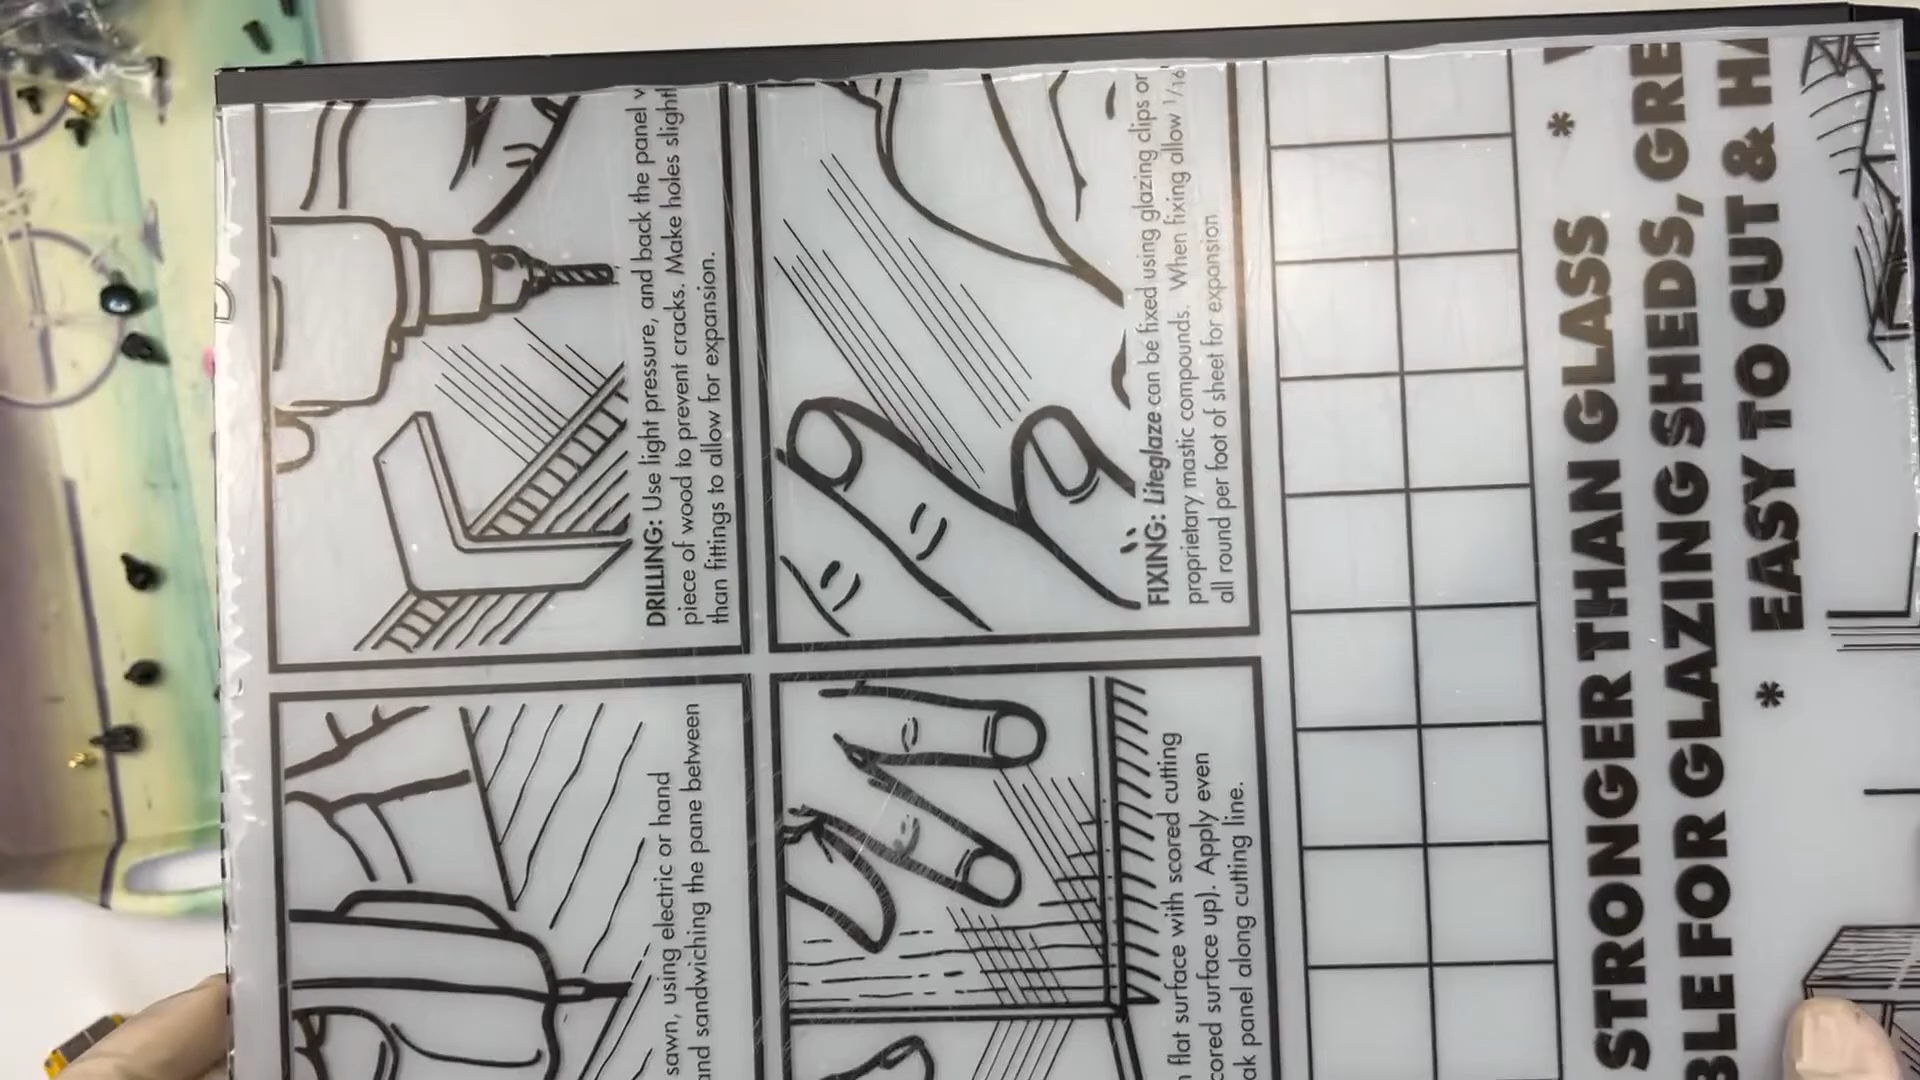 DRILLING: Use light pressure, and back the panel
piece of wood to prevent cracks. Make holes slightl
than fittings to allow for expansion.
FIXING: Liteglaze can be fixed using glazing clips or
proprietary mastic compounds. When fixing allow 1/16
all round per foot of sheet for expansion
sawn, using electric or hand
and sandwiching the pane between
flat surface with scored cutting
cored surface up). Apply even
ak panel along cutting line.
STRONGER THAN GLASS *
BLE FOR GLAZING SHEDS, GRE
* EASY TO CUT & HA